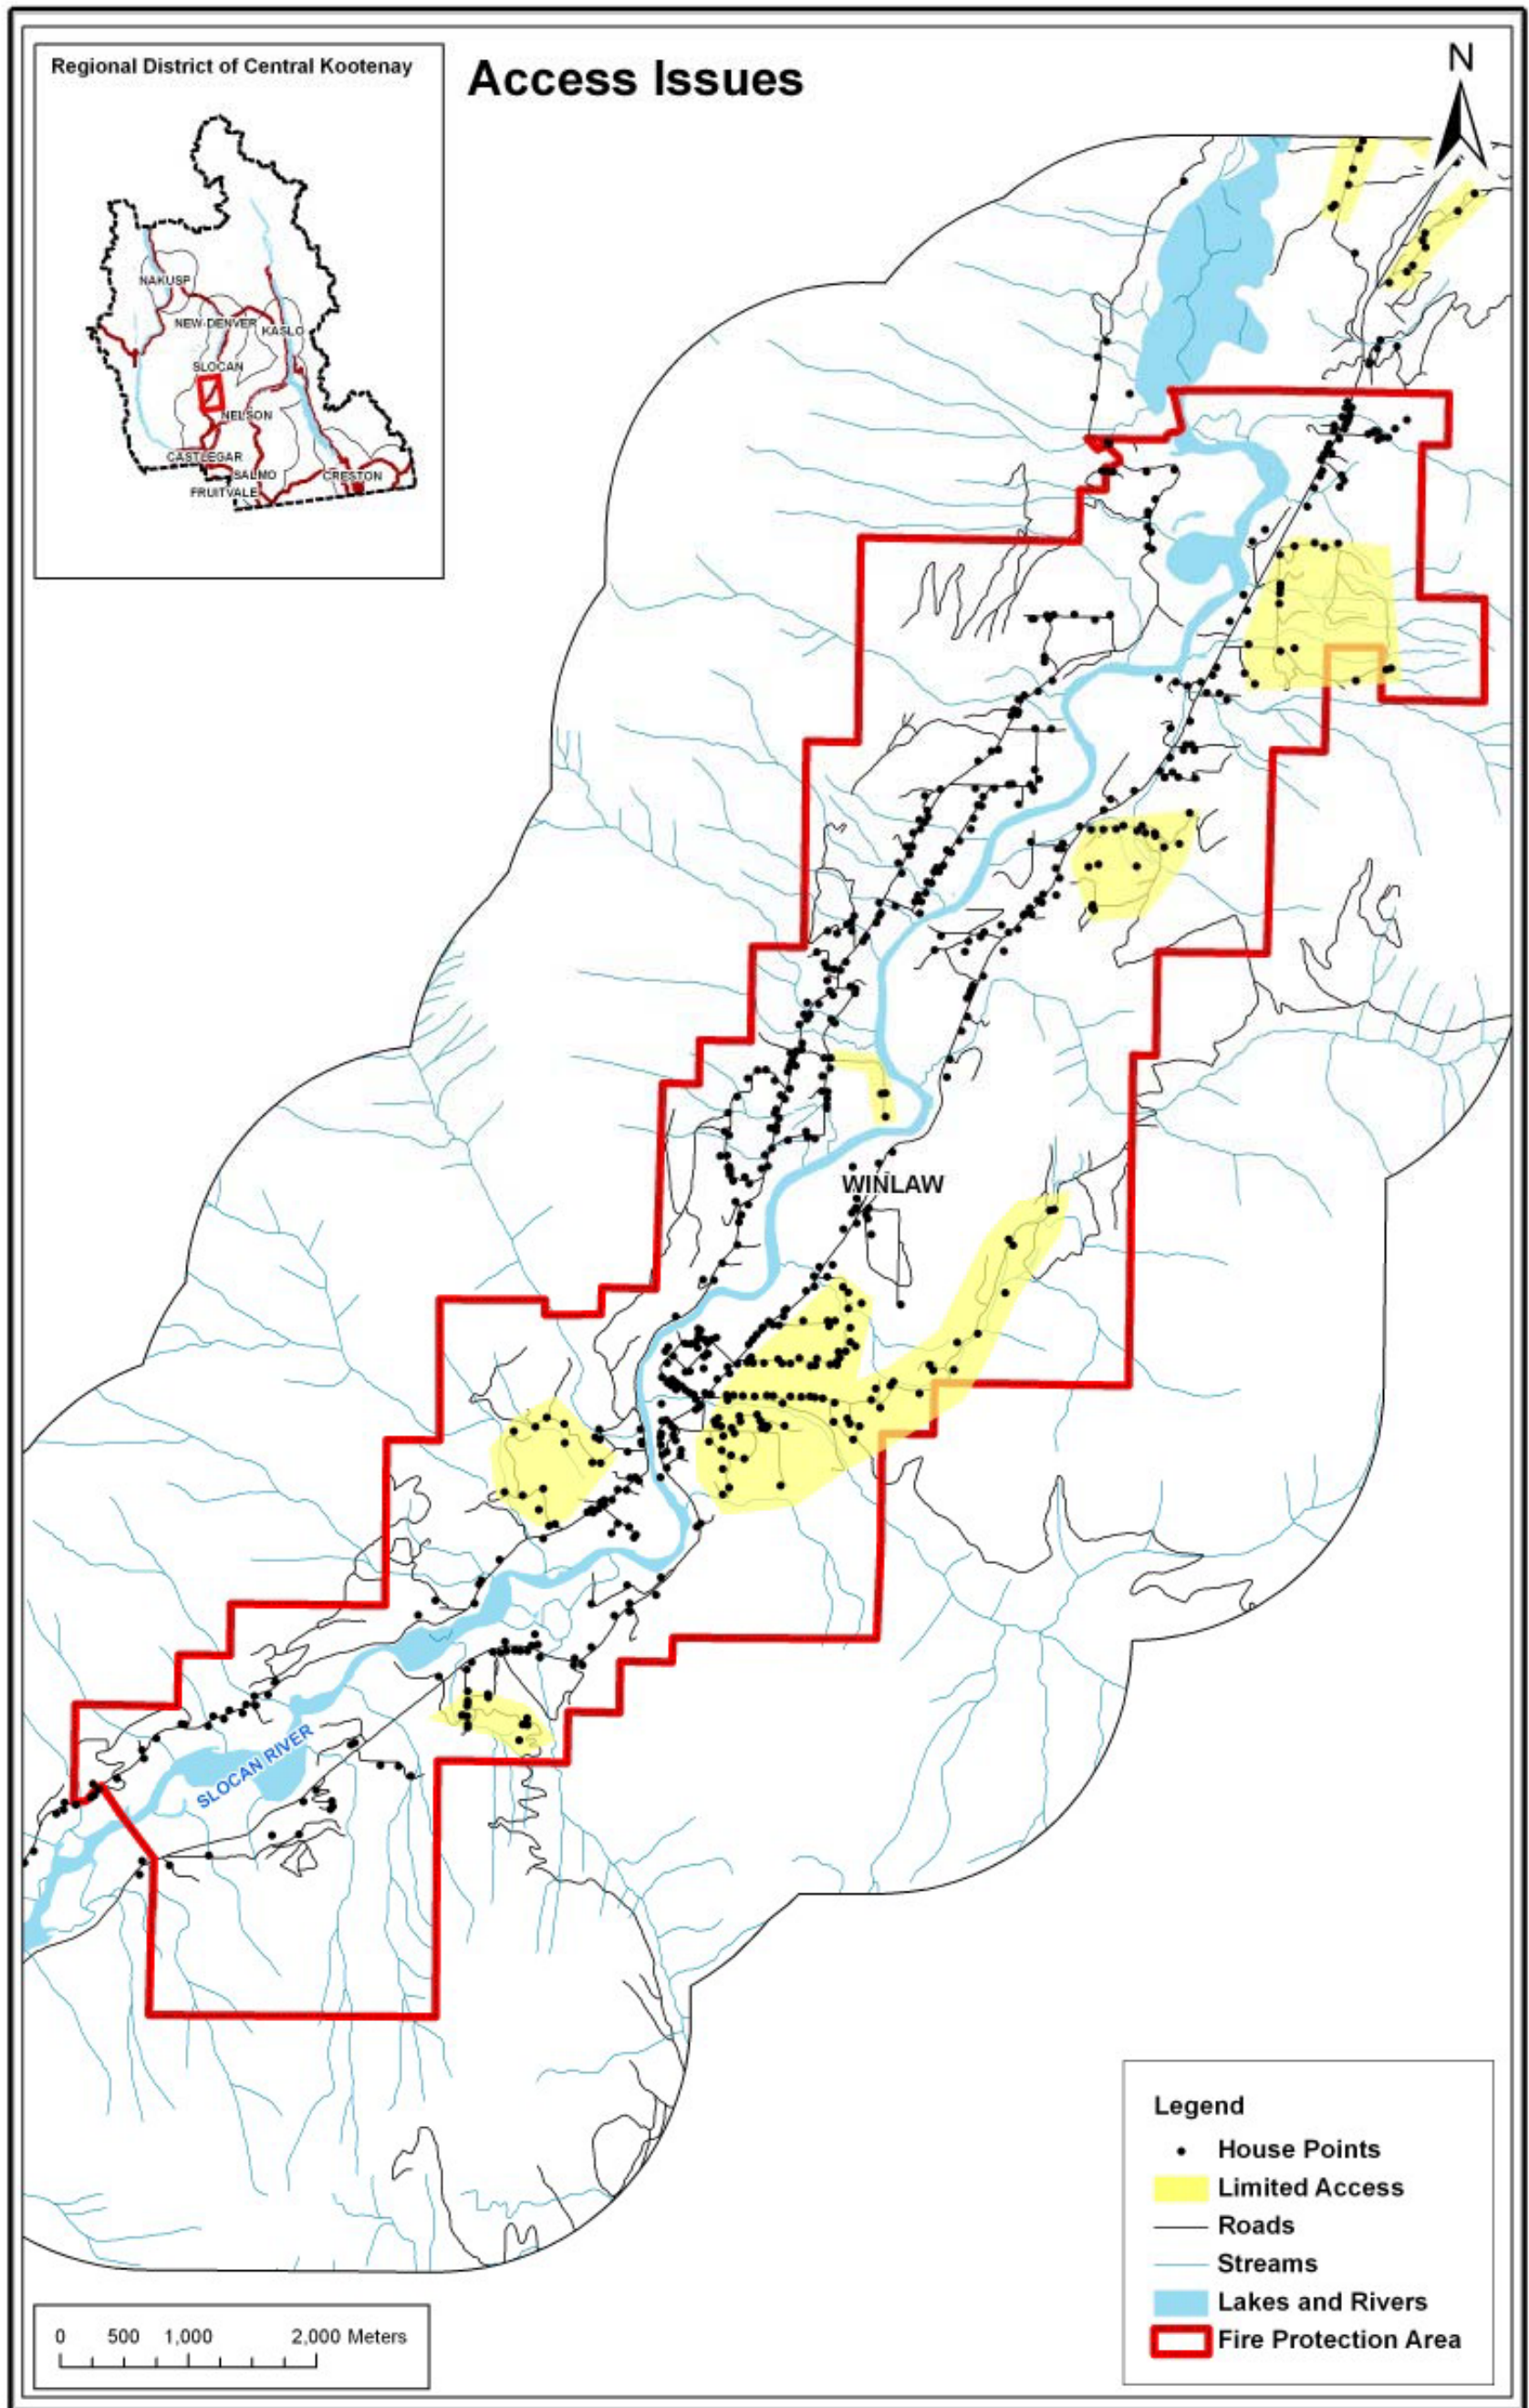 Regional District of Central Kootenay
Access Issues
N
NAKUSP
NEW DENVER
KASLO
SLOCAN
NELSON
CASTLEGAR
SALMO
CRESTON
FRUITVALE
WINLAW
SLOCAN RIVER
Legend
House Points
Limited Access
Roads
Streams
Lakes and Rivers
Fire Protection Area
0 500 1,000 2,000 Meters